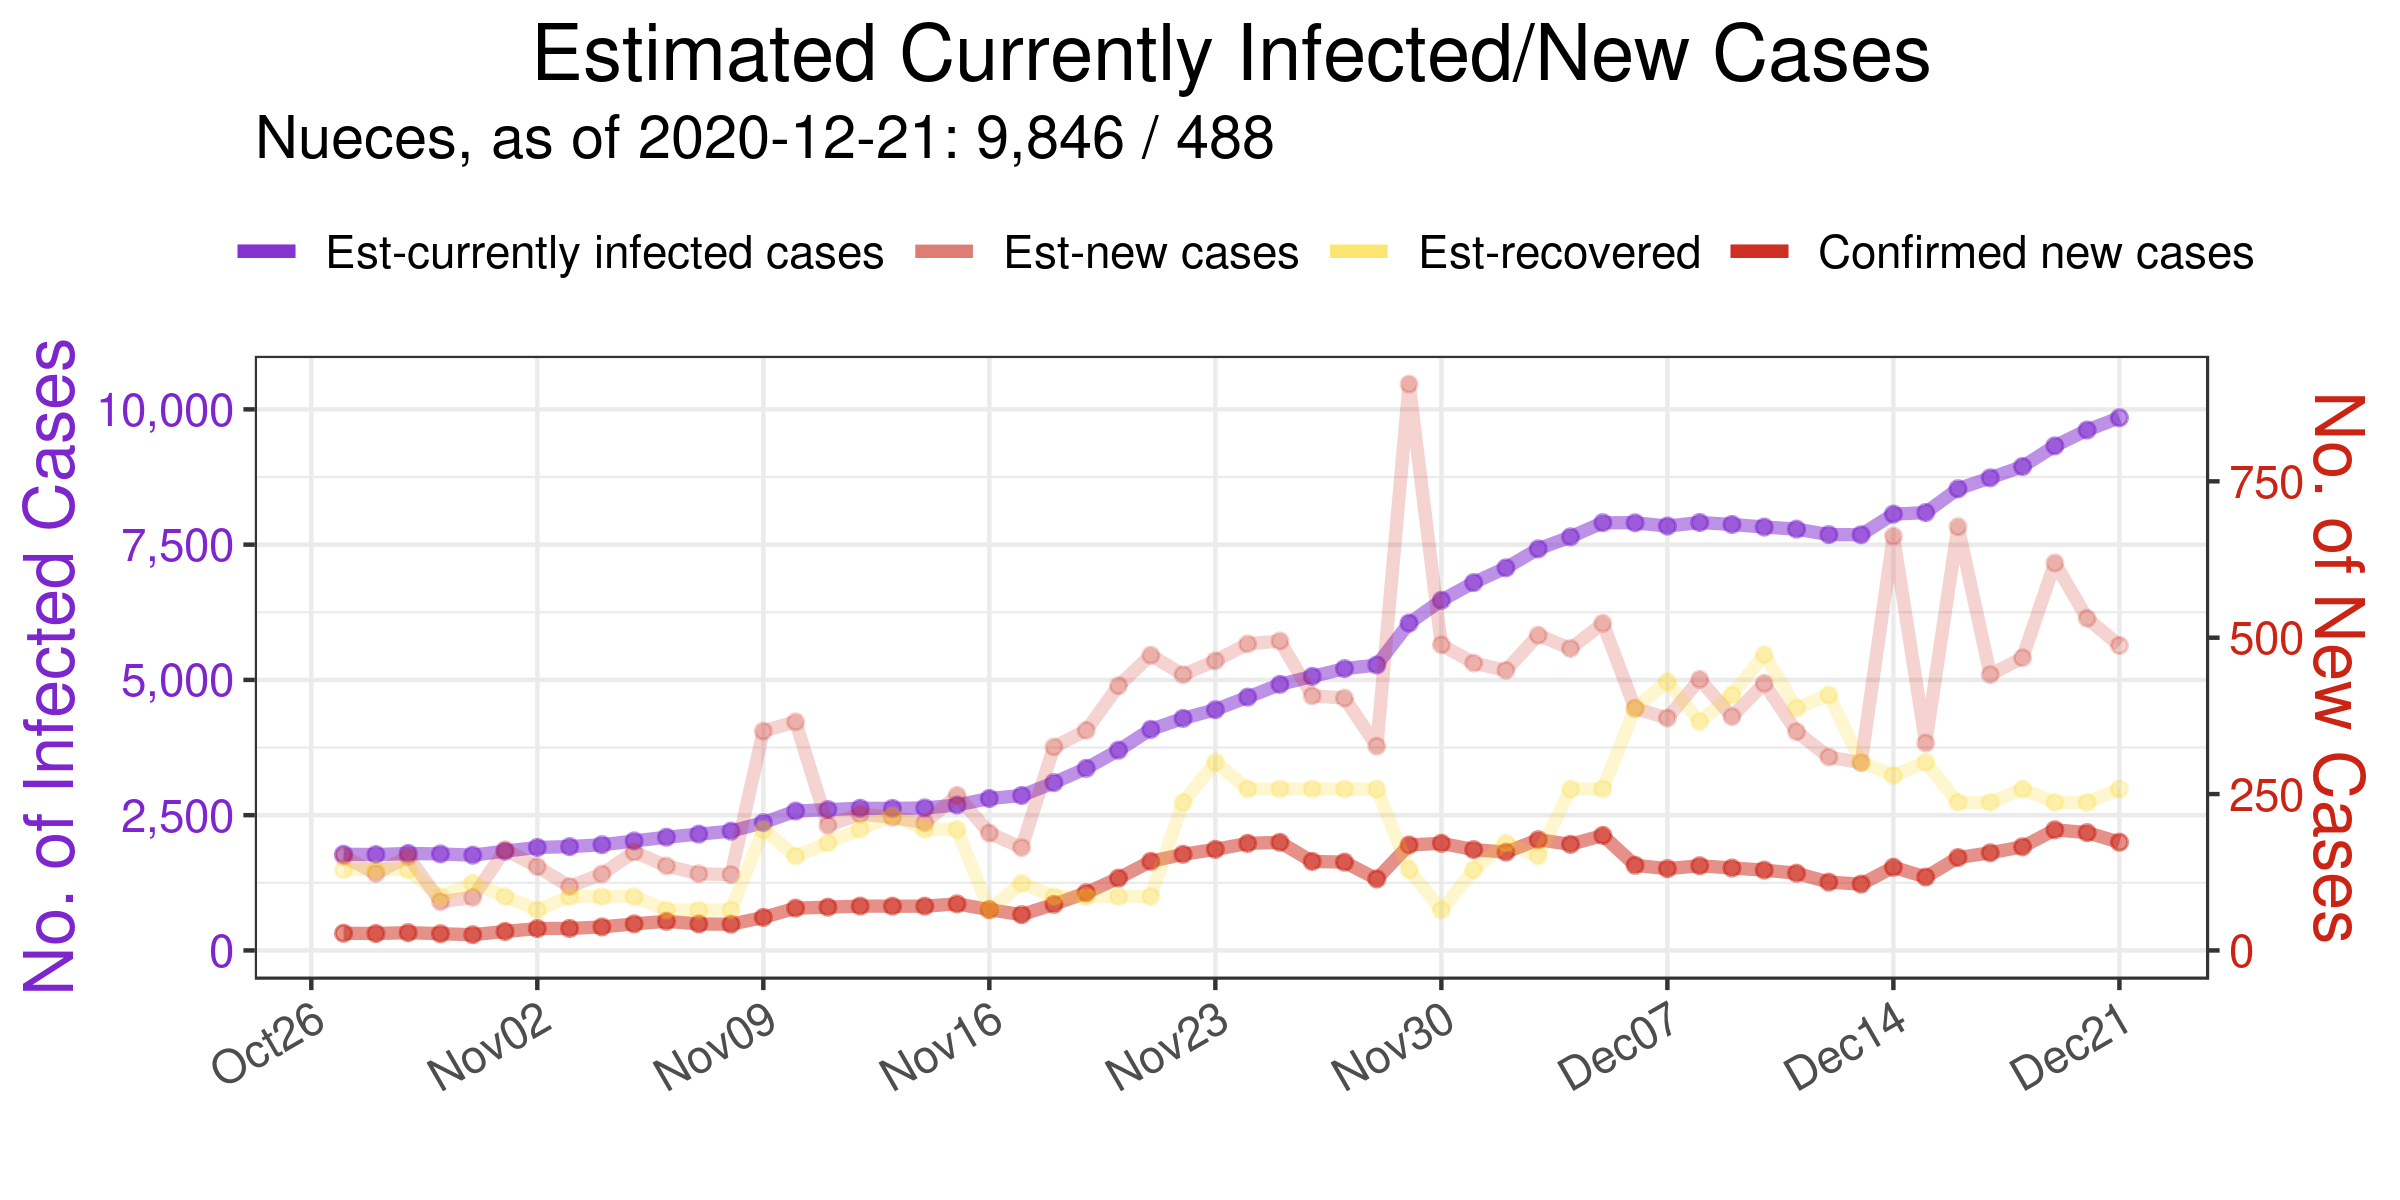 Estimated Currently Infected/New Cases
Nueces, as of 2020-12-21: 9,846 / 488
Est-currently infected cases Est-new cases Est-recovered Confirmed new cases
No. of Infected Cases
10,000
7,500
5,000
2,500
0
No. of New Cases
750
500
250
0
Oct26 Nov02 Nov09 Nov16 Nov23 Nov30 Dec07 Dec14 Dec21